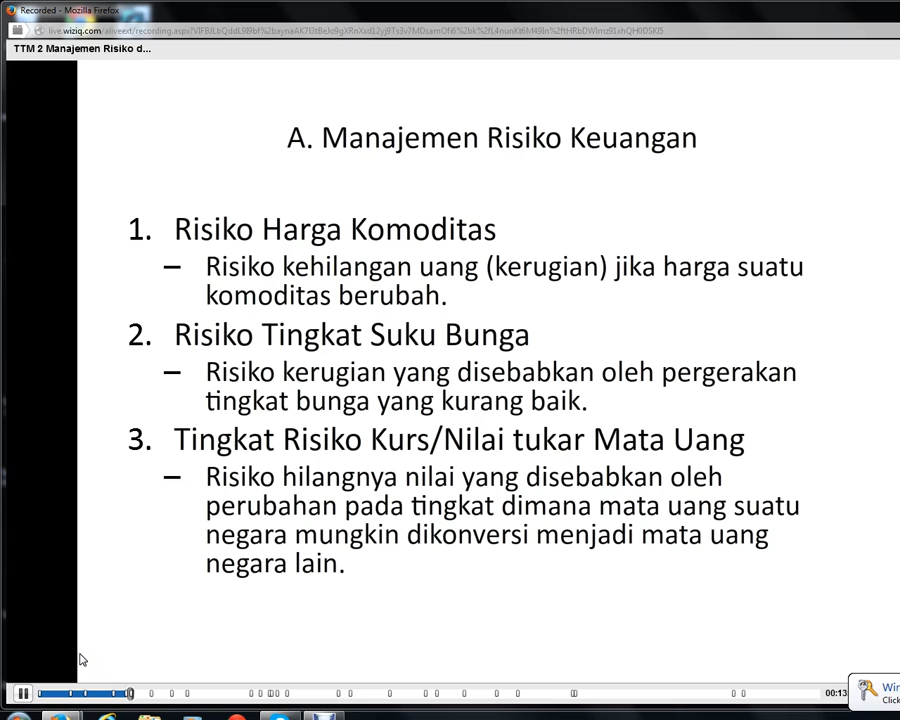 Recorded - Mozilla Firefox
TTM 2 Manajemen Risiko d...
A. Manajemen Risiko Keuangan
1. Risiko Harga Komoditas
– Risiko kehilangan uang (kerugian) jika harga suatu
komoditas berubah.
2. Risiko Tingkat Suku Bunga
– Risiko kerugian yang disebabkan oleh pergerakan
tingkat bunga yang kurang baik.
3. Tingkat Risiko Kurs/Nilai tukar Mata Uang
– Risiko hilangnya nilai yang disebabkan oleh
perubahan pada tingkat dimana mata uang suatu
negara mungkin dikonversi menjadi mata uang
negara lain.
00:13
Win
Click